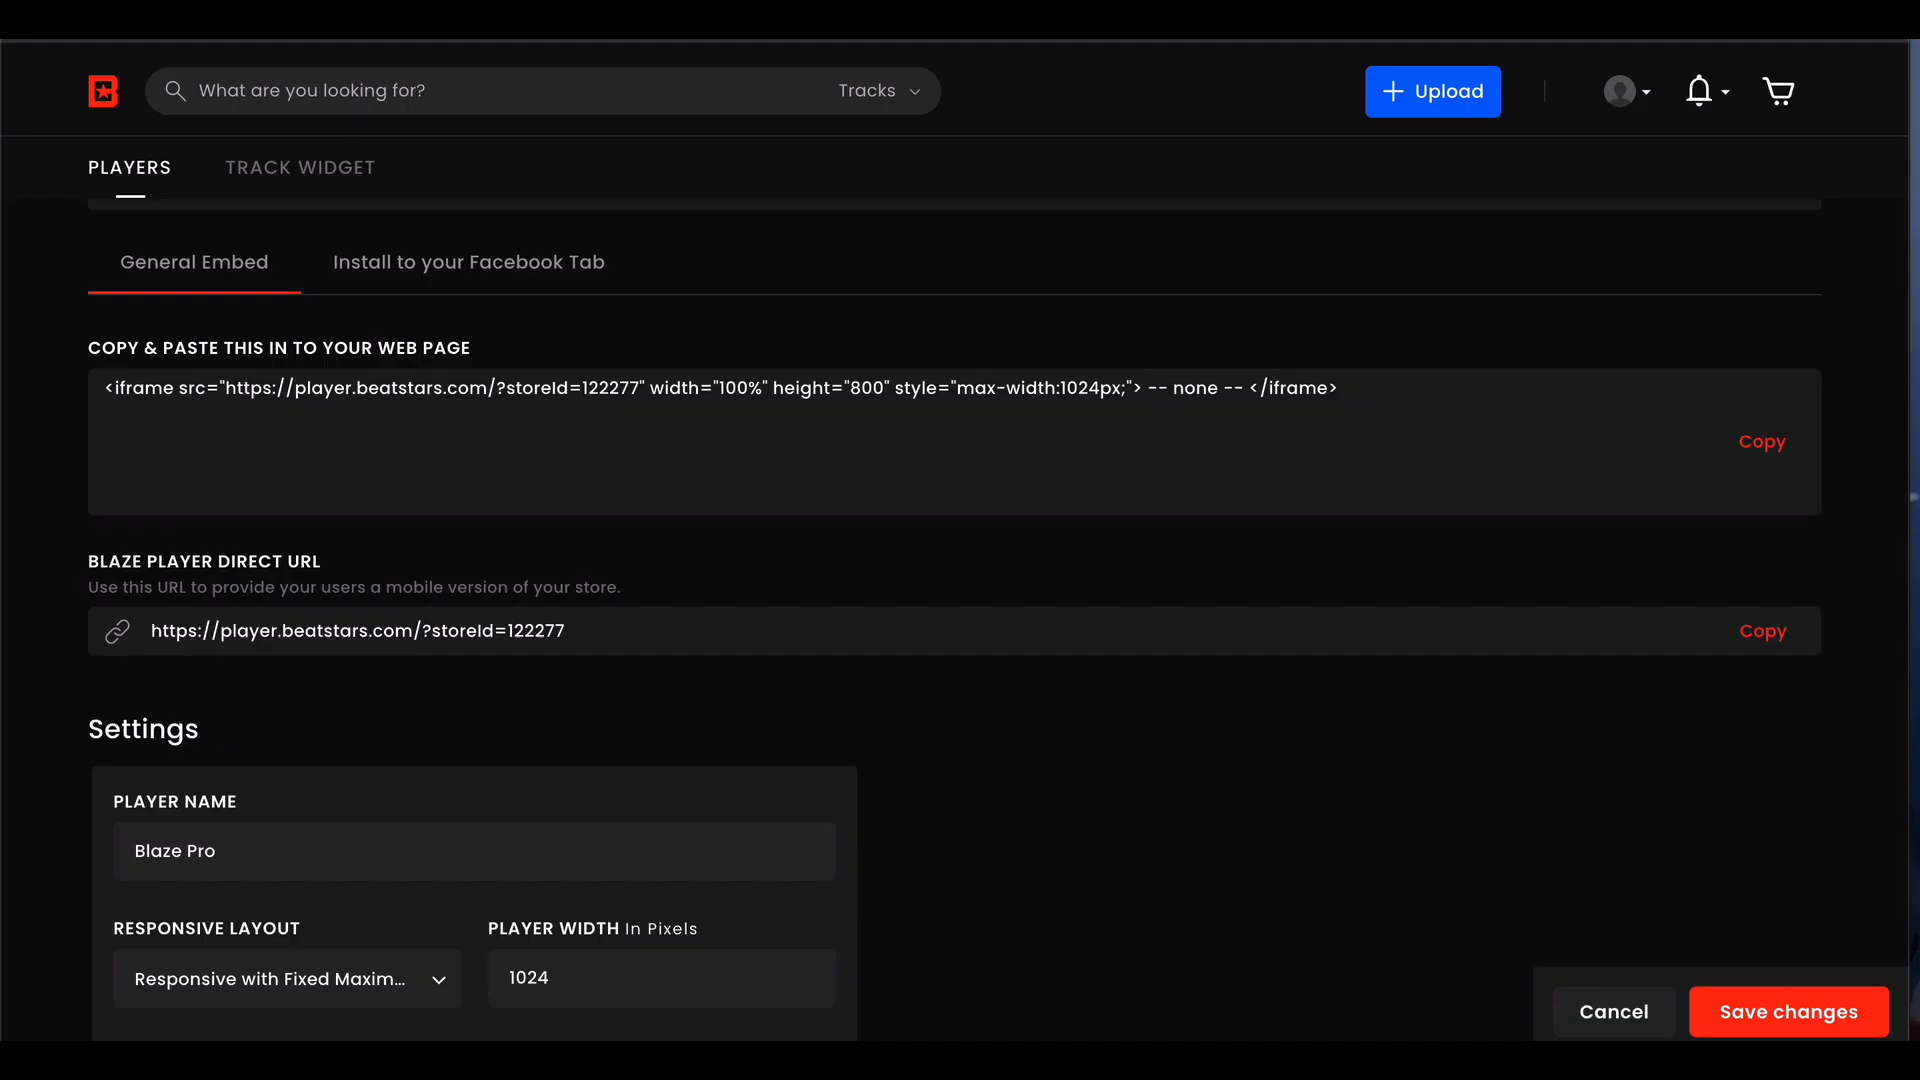 What are you looking for? Tracks Upload
PLAYERS TRACK WIDGET
General Embed Install to your Facebook Tab
COPY & PASTE THIS IN TO YOUR WEB PAGE
<iframe src="https://player.beatstars.com/?storeId=122277" width="100%" height="800" style="max-width:1024px;"> -- none -- </iframe>
Copy
BLAZE PLAYER DIRECT URL
Use this URL to provide your users a mobile version of your store.
https://player.beatstars.com/?storeId=122277 Copy
Settings
PLAYER NAME
Blaze Pro
RESPONSIVE LAYOUT PLAYER WIDTH In Pixels
Responsive with Fixed Maxim... 1024
Cancel Save changes